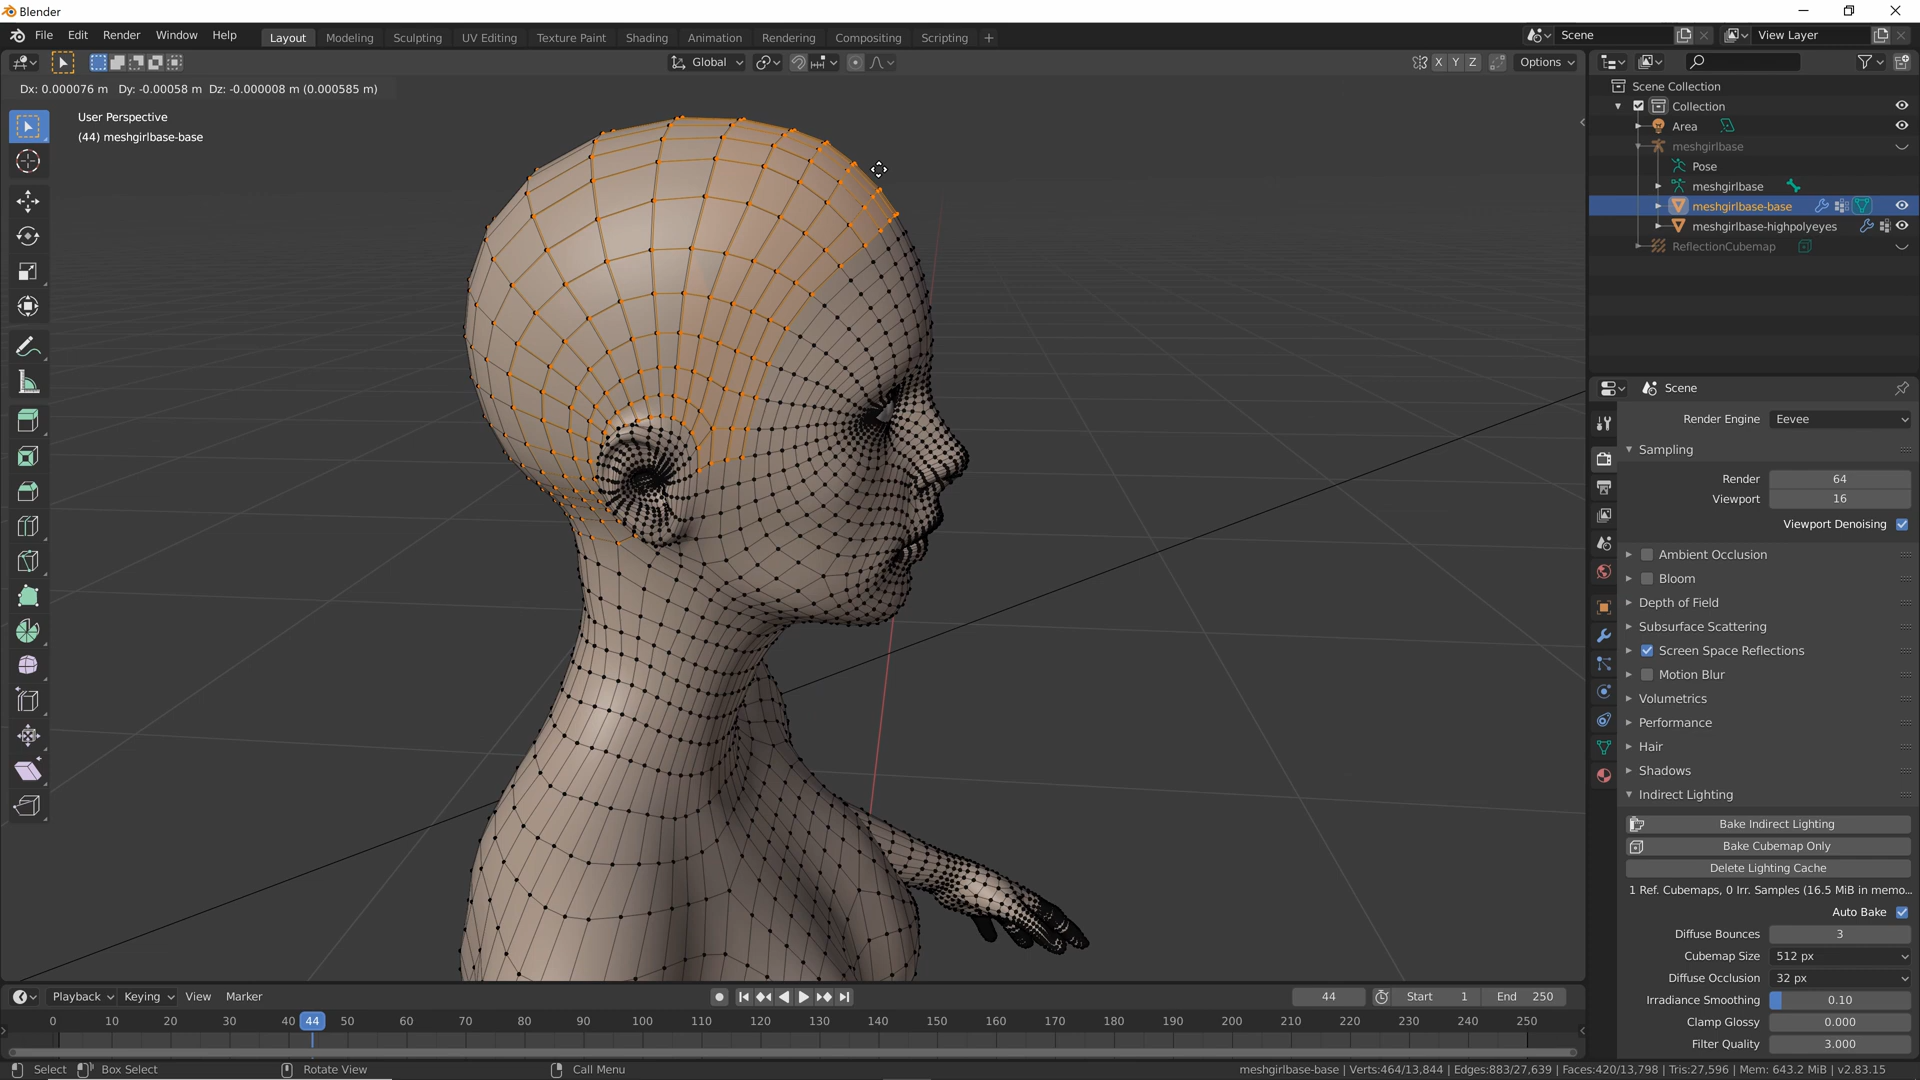 Blender
File Edit Render Window Help Layout Modeling Sculpting UV Editing Texture Paint Shading Animation Rendering Compositing Scripting + Scene View Layer
Global X Y Z Options
Dx: 0.000076 m Dy: -0.00058 m Dz: -0.000008 m (0.000585 m)
User Perspective
(44) meshgirlbase-base
Scene Collection
Collection
Area
meshgirlbase
Pose
meshgirlbase
meshgirlbase-base
meshgirlbase-highpolyeyes
ReflectionCubemap
Scene
Render Engine Eevee
Sampling
Render 64
Viewport 16
Viewport Denoising
Ambient Occlusion
Bloom
Depth of Field
Subsurface Scattering
Screen Space Reflections
Motion Blur
Volumetrics
Performance
Hair
Shadows
Indirect Lighting
Bake Indirect Lighting
Bake Cubemap Only
Delete Lighting Cache
1 Ref. Cubemaps, 0 Irr. Samples (16.5 MiB in memo...
Auto Bake
Diffuse Bounces 3
Cubemap Size 512 px
Diffuse Occlusion 32 px
Irradiance Smoothing 0.10
Clamp Glossy 0.000
Filter Quality 3.000
Playback Keying View Marker 44 Start 1 End 250
0 10 20 30 40 44 50 60 70 80 90 100 110 120 130 140 150 160 170 180 190 200 210 220 230 240 250
Select Box Select Rotate View Call Menu meshgirlbase-base | Verts:464/13,844 | Edges:883/27,639 | Faces:420/13,798 | Tris:27,596 | Mem: 643.2 MiB | v2.83.15